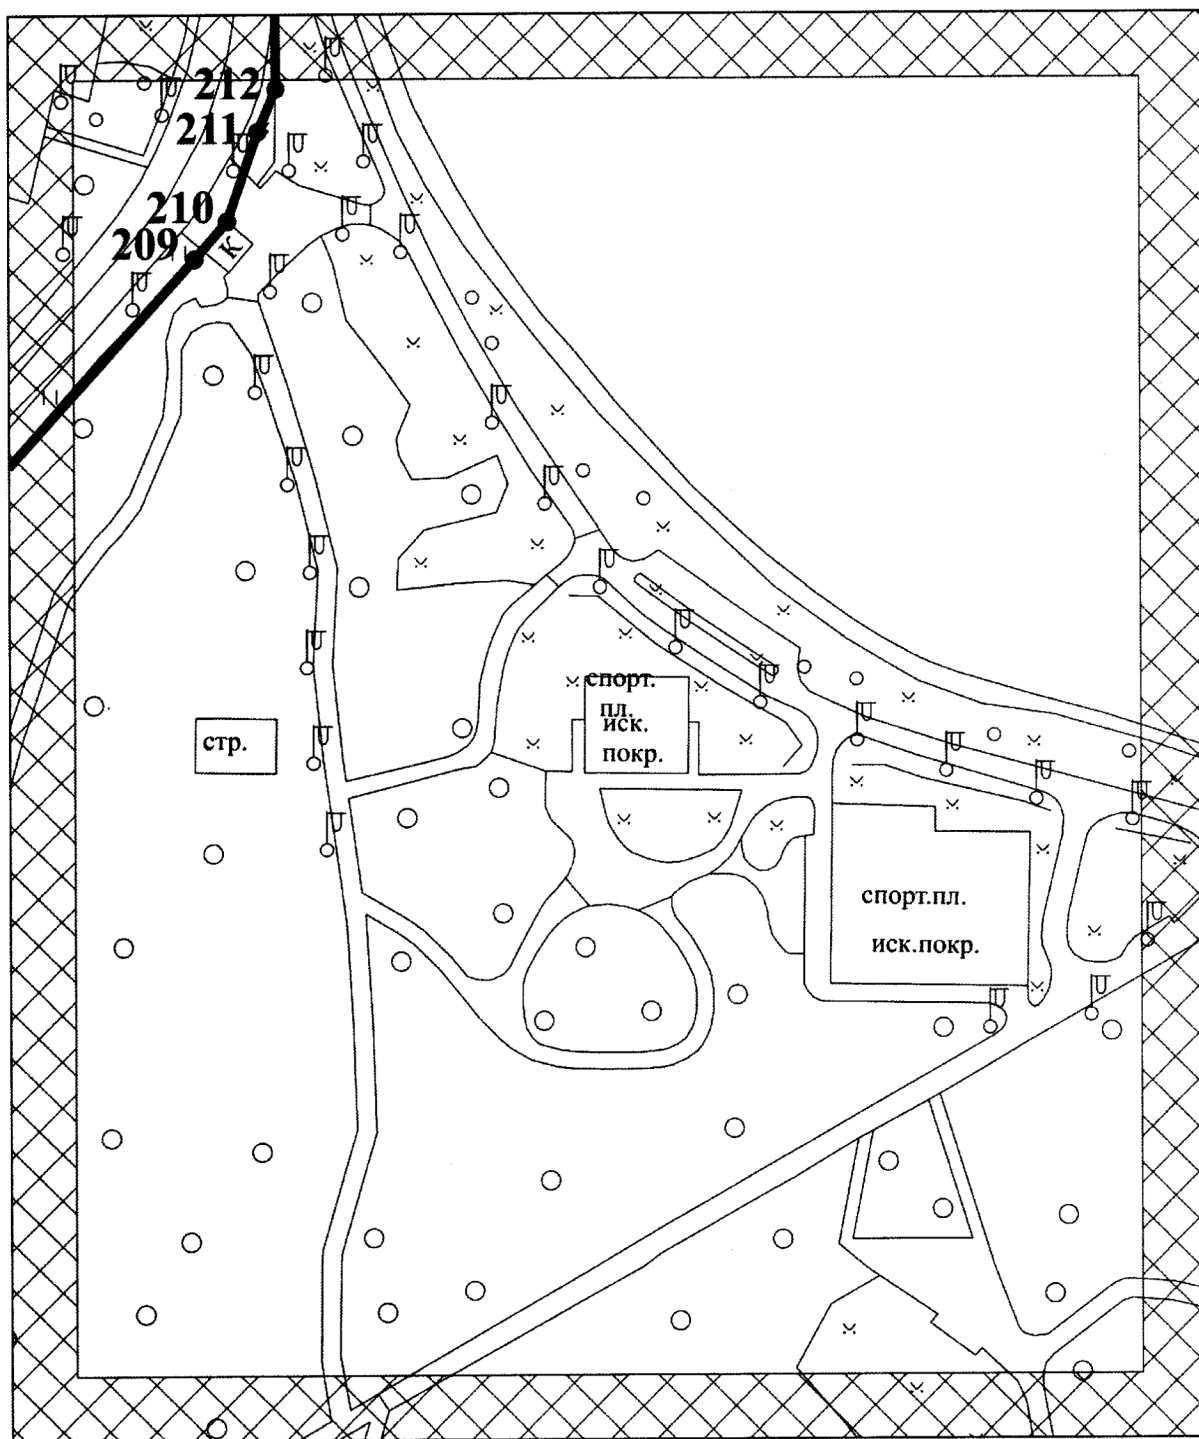 212
211
210
209
К
спорт.
пл.
иск.
покр.
стр.
спорт.пл.
иск.покр.